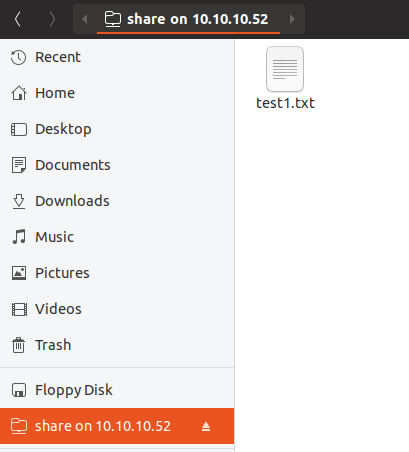 share on 10.10.10.52
Recent
test1.txt
Home
Desktop
Documents
Downloads
Music
Pictures
Videos
Trash
Floppy Disk
share on 10.10.10.52